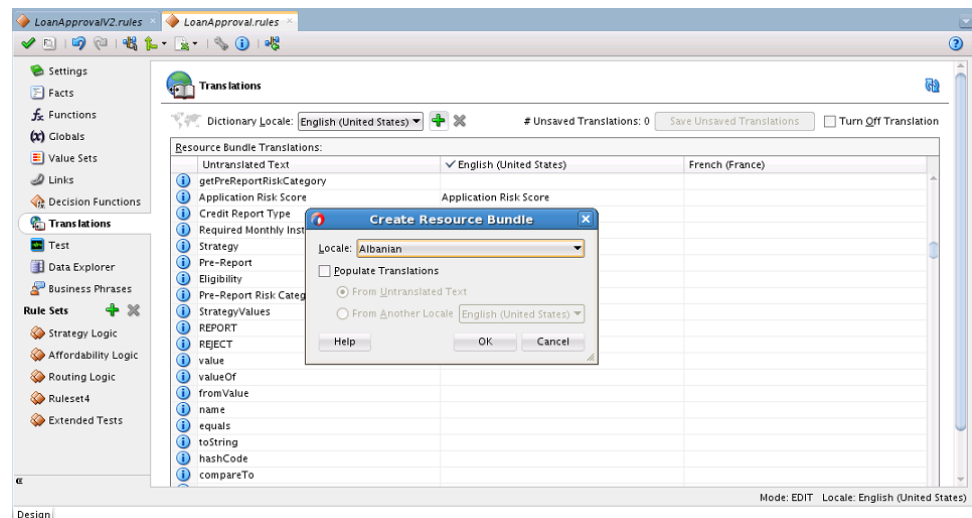 LoanApprovalV2.rules
LoanApproval.rules
Settings
Facts
Functions
Globals
Value Sets
Links
Decision Functions
Translations
Test
Data Explorer
Business Phrases
Rule Sets
Strategy Logic
Affordability Logic
Routing Logic
Ruleset4
Extended Tests
Translations
Dictionary Locale: English (United States) # Unsaved Translations: 0 Save Unsaved Translations Turn Off Translation
Resource Bundle Translations:
Untranslated Text English (United States) French (France)
getPreReportRiskCategory
Application Risk Score Application Risk Score
Credit Report Type
Required Monthly Inst
Strategy
Pre-Report
Eligibility
Pre-Report Risk Categ
StrategyValues
REPORT
REJECT
value
valueOf
fromValue
name
equals
toString
hashCode
compareTo
Create Resource Bundle
Locale: Albanian
Populate Translations
From Untranslated Text
From Another Locale English (United States)
Help OK Cancel
Mode: EDIT Locale: English (United States)
Design